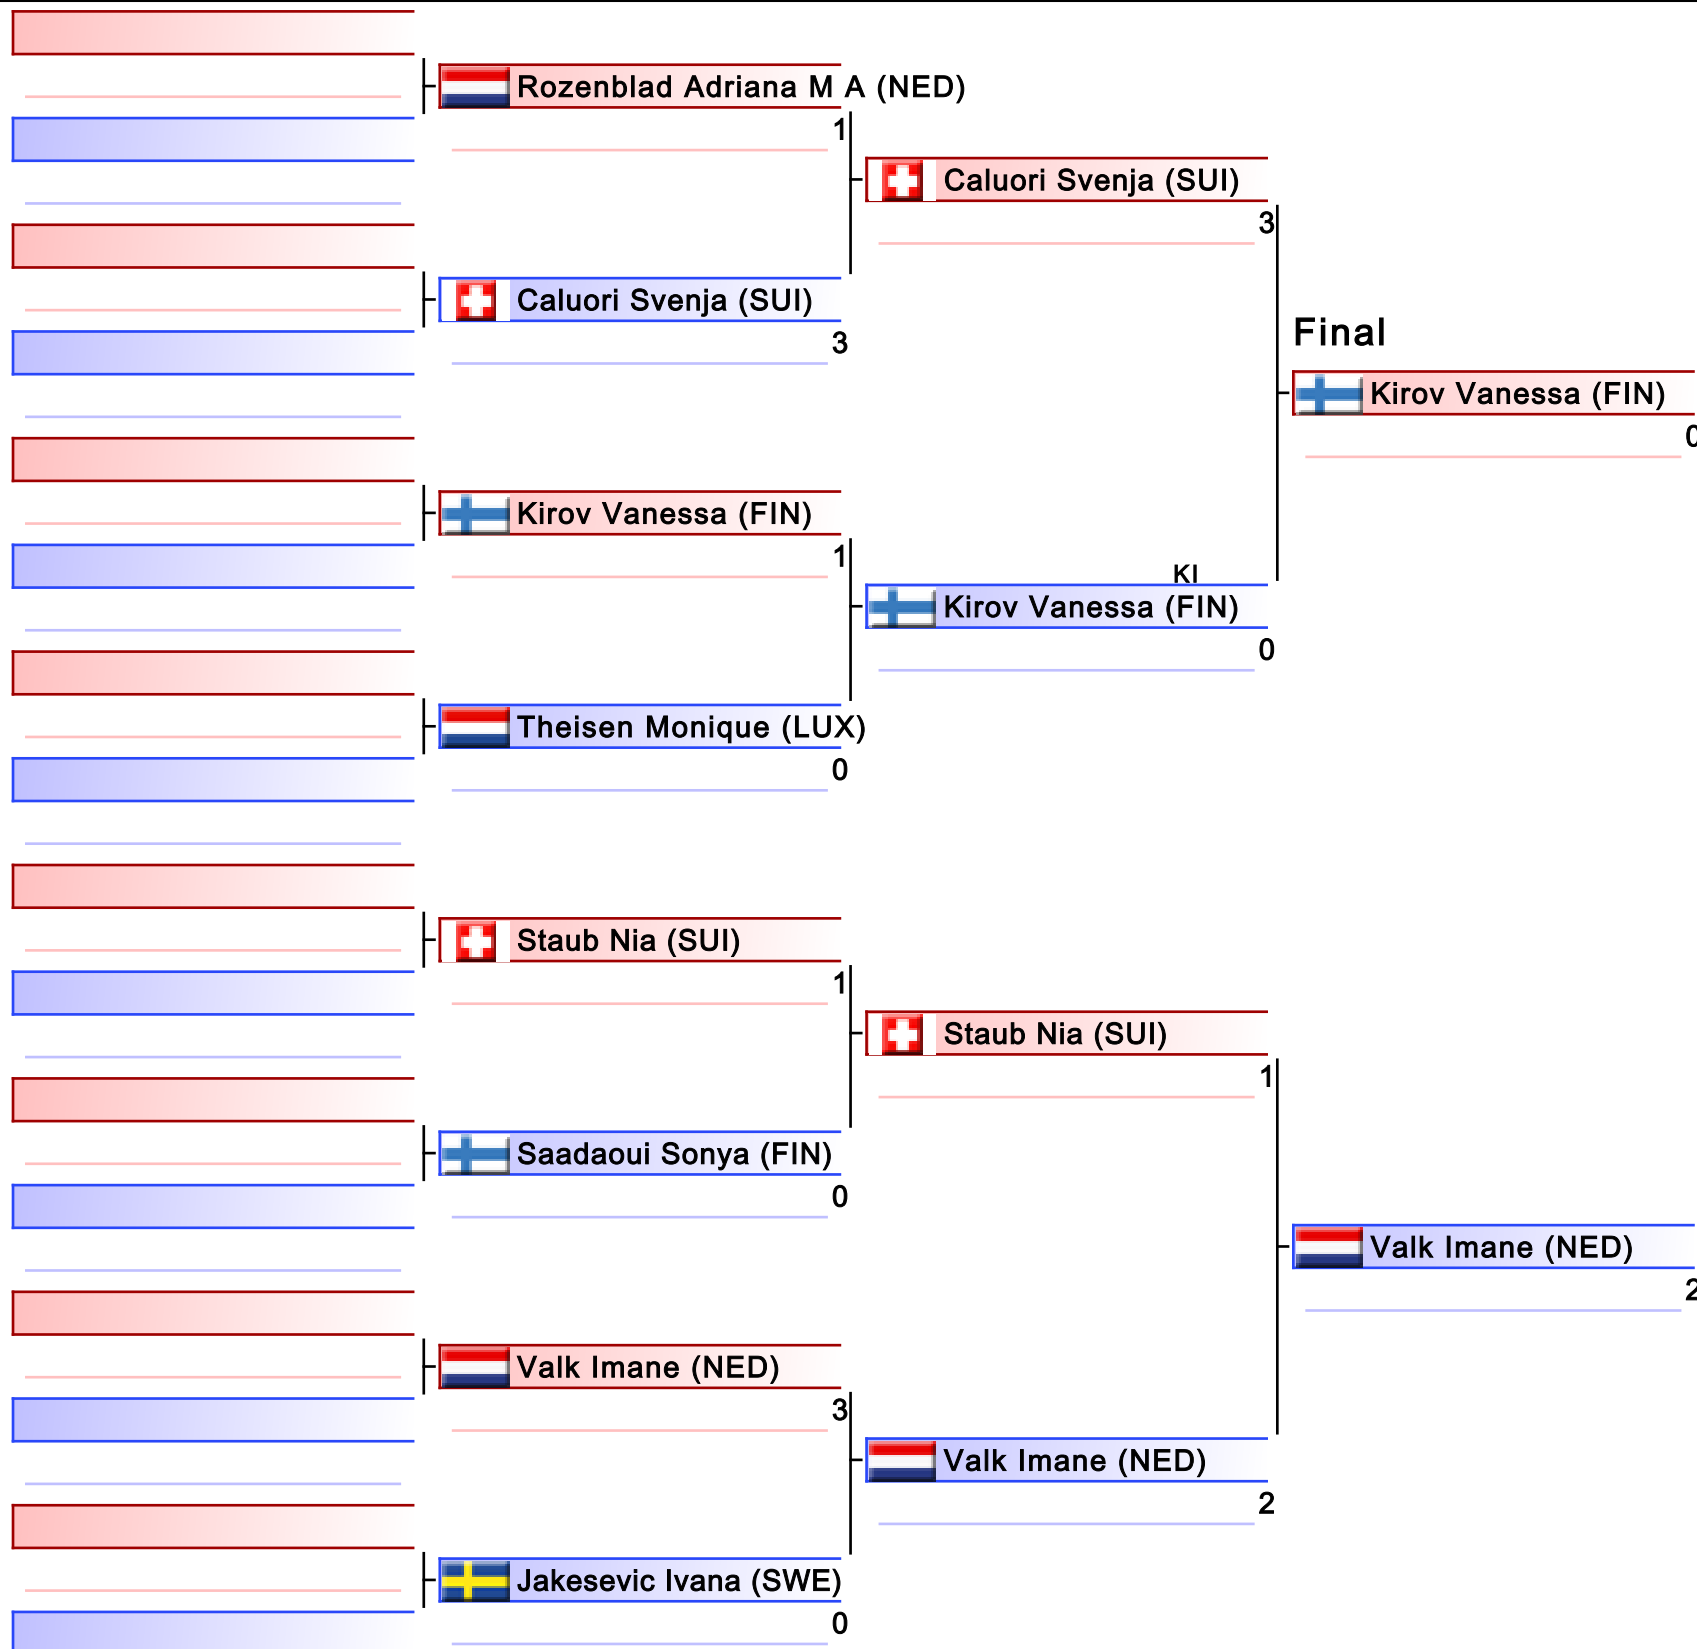 Rozenblad Adriana M A (NED)
1
Caluori Svenja (SUI)
3
Caluori Svenja (SUI)
3
Final
Kirov Vanessa (FIN)
0
Kirov Vanessa (FIN)
1
KI
Kirov Vanessa (FIN)
0
Theisen Monique (LUX)
0
Staub Nia (SUI)
1
Staub Nia (SUI)
1
Saadaoui Sonya (FIN)
0
Valk Imane (NED)
2
Valk Imane (NED)
3
Valk Imane (NED)
2
Jakesevic Ivana (SWE)
0